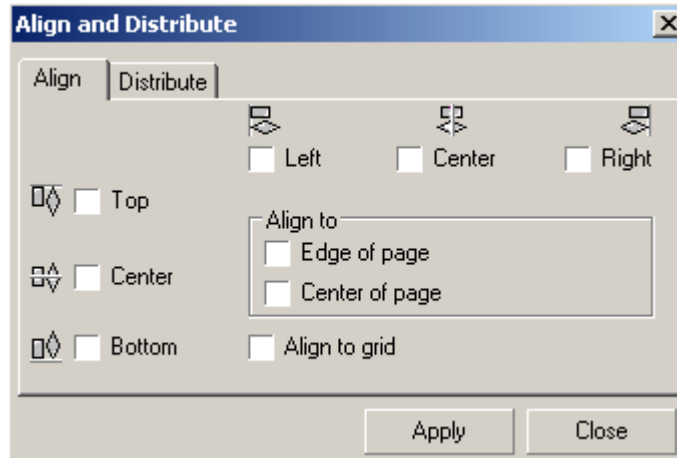 Align and Distribute
Align Distribute
Left Center Right
Top
Align to
Edge of page
Center
Center of page
Bottom Align to grid
Apply Close